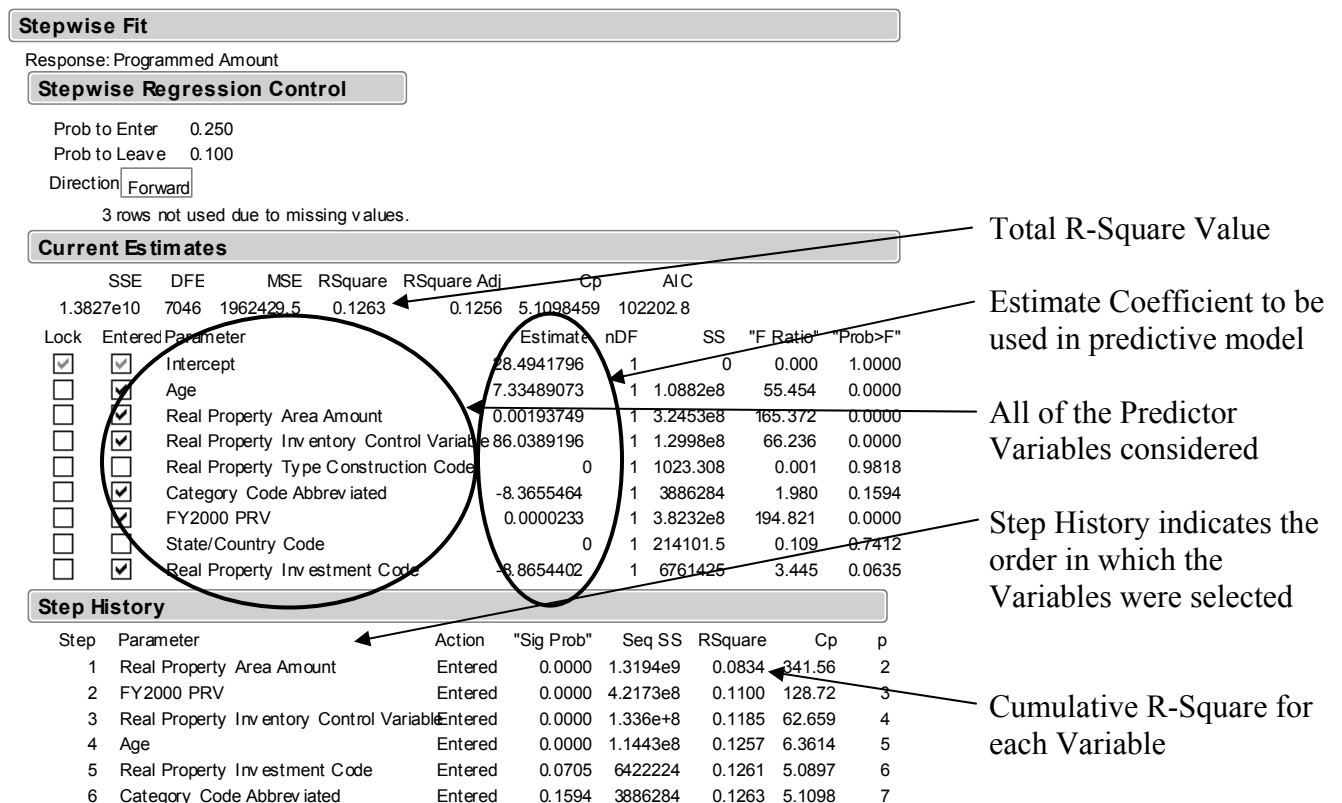 Stepwise Fit
Response: Programmed Amount
Stepwise Regression Control
Prob to Enter 0.250
Prob to Leave 0.100
Direction Forward
3 rows not used due to missing values.
Current Estimates
SSE DFE MSE RSquare RSquare Adj Cp AIC
1.3827e10 7046 1962429.5 0.1263 0.1256 5.1098459 102202.8
Lock Entered Parameter Estimate nDF SS "F Ratio" "Prob>F"
Intercept 28.4941796 1 0 0.000 1.0000
Age 7.33489073 1 1.0882e8 55.454 0.0000
Real Property Area Amount 0.00193749 1 3.2453e8 165.372 0.0000
Real Property Inventory Control Variable 86.0389196 1 1.2998e8 66.236 0.0000
Real Property Type Construction Code 0 1 1023.308 0.001 0.9818
Category Code Abbreviated -8.3655464 1 3886284 1.980 0.1594
FY2000 PRV 0.0000233 1 3.8232e8 194.821 0.0000
State/Country Code 0 1 214101.5 0.109 0.7412
Real Property Investment Code -8.8654402 1 6761425 3.445 0.0635
Step History
Step Parameter Action "Sig Prob" Seq SS RSquare Cp p
1 Real Property Area Amount Entered 0.0000 1.3194e9 0.0834 341.56 2
2 FY2000 PRV Entered 0.0000 4.2173e8 0.1100 128.72 3
3 Real Property Inventory Control Variable Entered 0.0000 1.336e+8 0.1185 62.659 4
4 Age Entered 0.0000 1.1443e8 0.1257 6.3614 5
5 Real Property Investment Code Entered 0.0705 6422224 0.1261 5.0897 6
6 Category Code Abbreviated Entered 0.1594 3886284 0.1263 5.1098 7
Total R-Square Value
Estimate Coefficient to be
used in predictive model
All of the Predictor
Variables considered
Step History indicates the
order in which the
Variables were selected
Cumulative R-Square for
each Variable